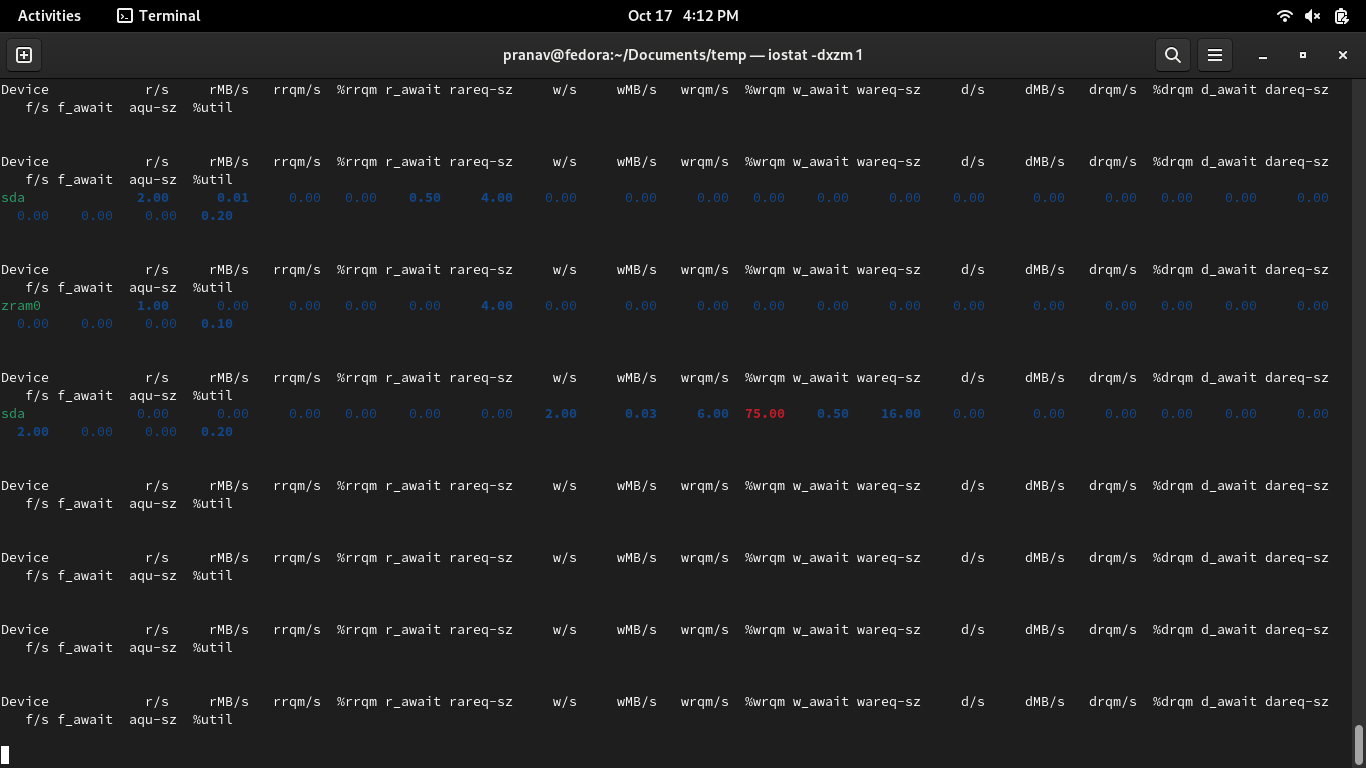 Activities Terminal Oct 17 4:12 PM
pranav@fedora:~/Documents/temp — iostat -dxzm 1
Device r/s rMB/s rrqm/s %rrqm r_await rareq-sz w/s wMB/s wrqm/s %wrqm w_await wareq-sz d/s dMB/s drqm/s %drqm d_await dareq-sz
f/s f_await aqu-sz %util
Device r/s rMB/s rrqm/s %rrqm r_await rareq-sz w/s wMB/s wrqm/s %wrqm w_await wareq-sz d/s dMB/s drqm/s %drqm d_await dareq-sz
f/s f_await aqu-sz %util
sda 2.00 0.01 0.00 0.00 0.50 4.00 0.00 0.00 0.00 0.00 0.00 0.00 0.00 0.00 0.00 0.00 0.00 0.00
0.00 0.00 0.00 0.20
Device r/s rMB/s rrqm/s %rrqm r_await rareq-sz w/s wMB/s wrqm/s %wrqm w_await wareq-sz d/s dMB/s drqm/s %drqm d_await dareq-sz
f/s f_await aqu-sz %util
zram0 1.00 0.00 0.00 0.00 0.00 4.00 0.00 0.00 0.00 0.00 0.00 0.00 0.00 0.00 0.00 0.00 0.00 0.00
0.00 0.00 0.00 0.10
Device r/s rMB/s rrqm/s %rrqm r_await rareq-sz w/s wMB/s wrqm/s %wrqm w_await wareq-sz d/s dMB/s drqm/s %drqm d_await dareq-sz
f/s f_await aqu-sz %util
sda 0.00 0.00 0.00 0.00 0.00 0.00 2.00 0.03 6.00 75.00 0.50 16.00 0.00 0.00 0.00 0.00 0.00 0.00
2.00 0.00 0.00 0.20
Device r/s rMB/s rrqm/s %rrqm r_await rareq-sz w/s wMB/s wrqm/s %wrqm w_await wareq-sz d/s dMB/s drqm/s %drqm d_await dareq-sz
f/s f_await aqu-sz %util
Device r/s rMB/s rrqm/s %rrqm r_await rareq-sz w/s wMB/s wrqm/s %wrqm w_await wareq-sz d/s dMB/s drqm/s %drqm d_await dareq-sz
f/s f_await aqu-sz %util
Device r/s rMB/s rrqm/s %rrqm r_await rareq-sz w/s wMB/s wrqm/s %wrqm w_await wareq-sz d/s dMB/s drqm/s %drqm d_await dareq-sz
f/s f_await aqu-sz %util
Device r/s rMB/s rrqm/s %rrqm r_await rareq-sz w/s wMB/s wrqm/s %wrqm w_await wareq-sz d/s dMB/s drqm/s %drqm d_await dareq-sz
f/s f_await aqu-sz %util